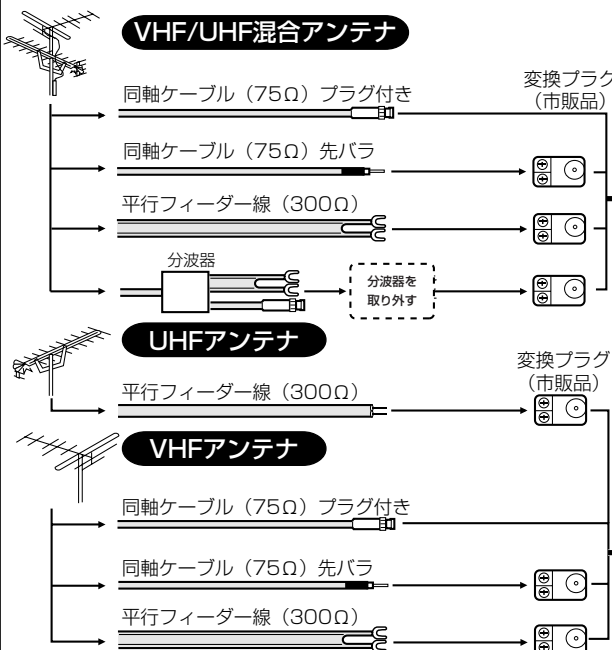 VHF/UHF混合アンテナ
同軸ケーブル（75Ω）プラグ付き
変換プラグ
（市販品）
同軸ケーブル（75Ω）先バラ
平行フィーダー線（300Ω）
分波器
分波器を
取り外す
UHFアンテナ
変換プラグ
（市販品）
平行フィーダー線（300Ω）
VHFアンテナ
同軸ケーブル（75Ω）プラグ付き
同軸ケーブル（75Ω）先バラ
平行フィーダー線（300Ω）